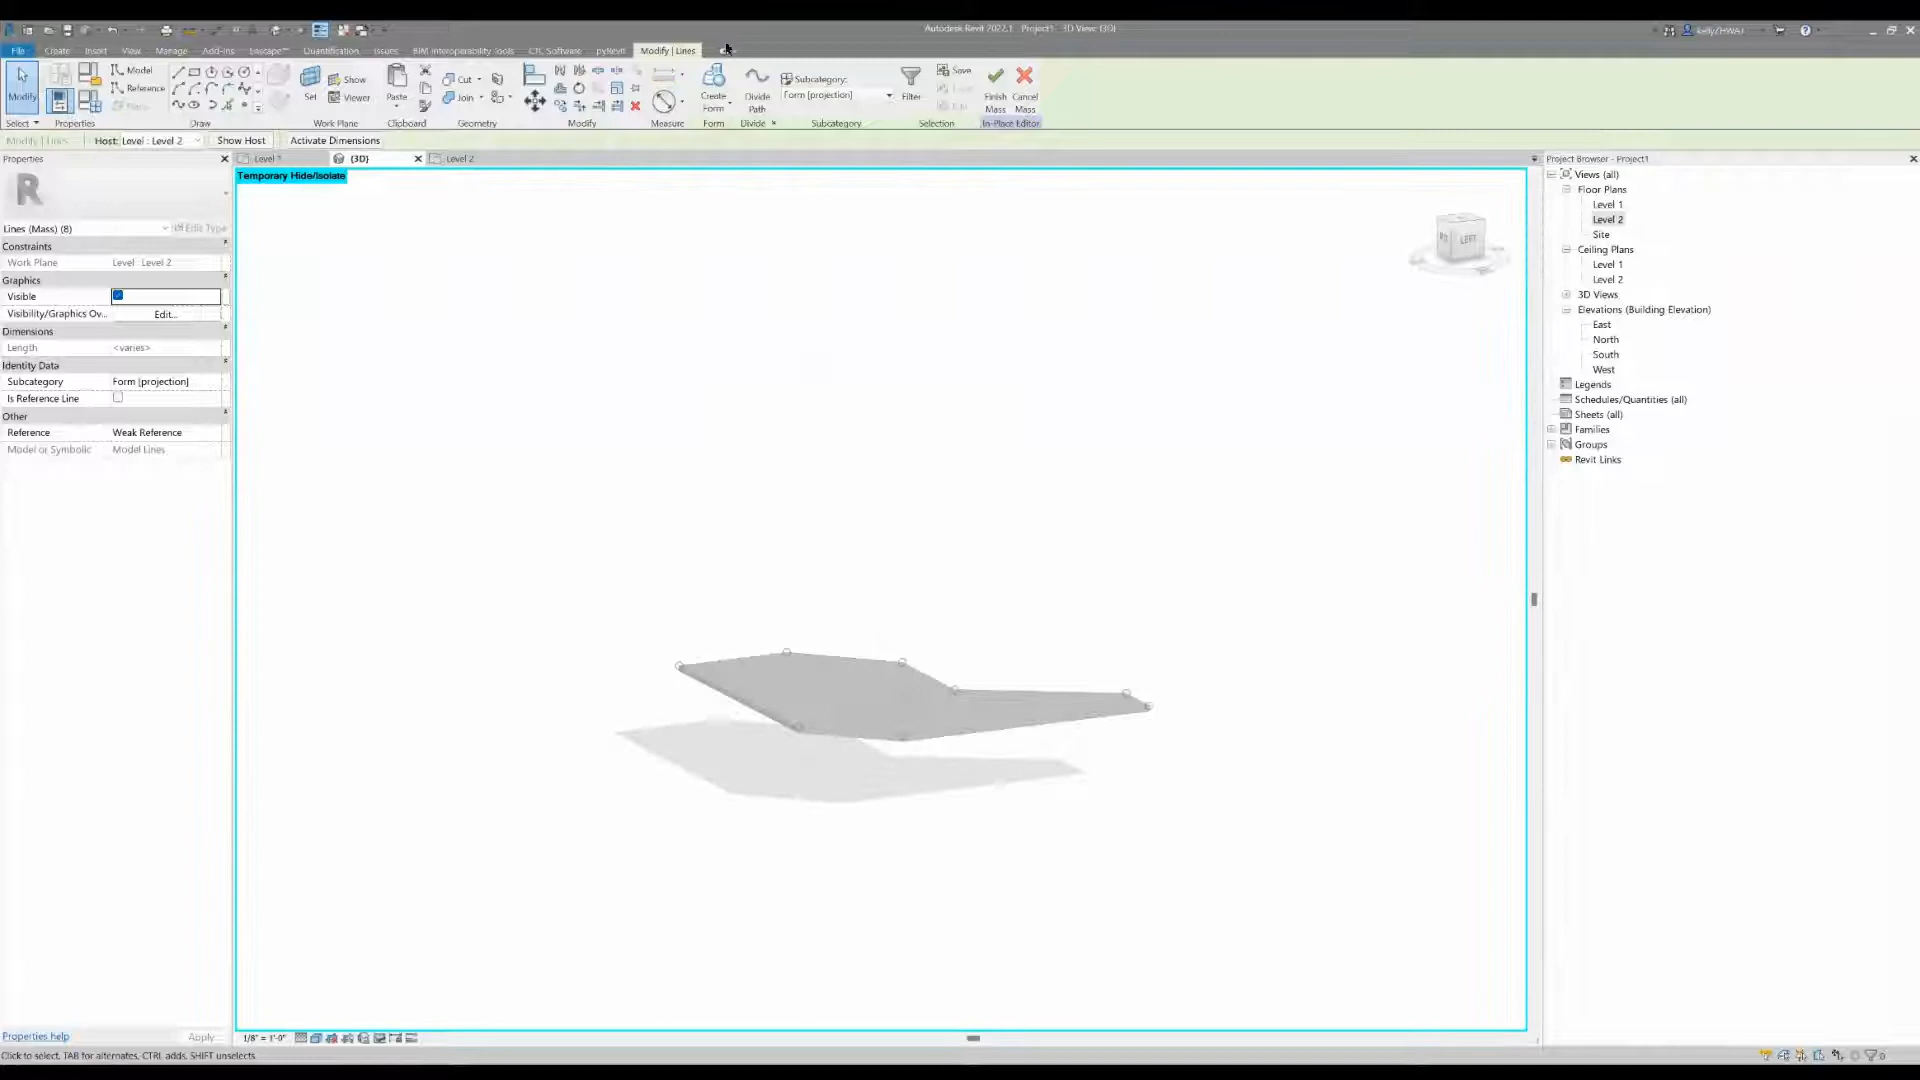 Autodesk Revit 2022.1 - Project1 - 3D View: {3D}
File Create Insert View Manage Add-Ins Enscape™ Quantification Issues BIM Interoperability Tools CTC Software pyRevit Modify | Lines
Modify
Model
Reference
Set
Show
Viewer
Paste
Cut
Join
Create Form
Divide Path
Subcategory:
Form [projection]
Filter
Save
Finish Mass
Cancel Mass
Select Properties Draw Work Plane Clipboard Geometry Modify Measure Form Divide Subcategory Selection In-Place Editor
Modify | Lines Host: Level : Level 2 Show Host Activate Dimensions
Properties
Level
{3D}
Level 2
Project Browser - Project1
Temporary Hide/Isolate
R
Lines (Mass) (8) Edit Type
Constraints
Work Plane Level : Level 2
Graphics
Visible
Visibility/Graphics Ov... Edit...
Dimensions
Length <varies>
Identity Data
Subcategory Form [projection]
Is Reference Line
Other
Reference Weak Reference
Model or Symbolic Model Lines
LEFT
Views (all)
Floor Plans
Level 1
Level 2
Site
Ceiling Plans
Level 1
Level 2
3D Views
Elevations (Building Elevation)
East
North
South
West
Legends
Schedules/Quantities (all)
Sheets (all)
Families
Groups
Revit Links
Properties help Apply
1/8" = 1'-0"
Click to select, TAB for alternates, CTRL adds, SHIFT unselects.